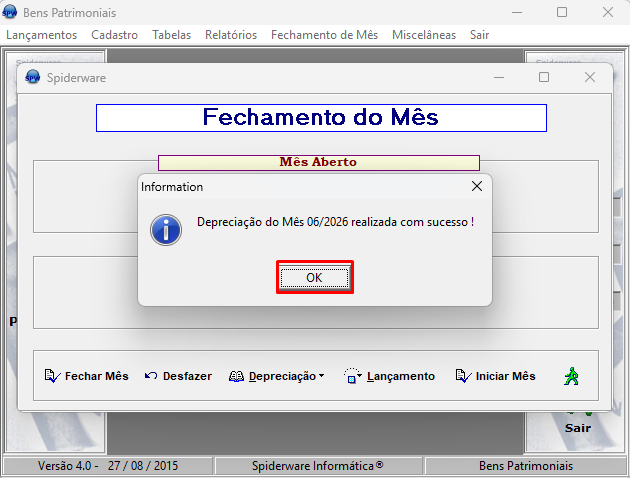 Bens Patrimoniais
Lançamentos Cadastro Tabelas Relatórios Fechamento de Mês Miscelâneas Sair
Spiderware
Fechamento do Mês
Mês Aberto
Information
Depreciação do Mês 06/2026 realizada com sucesso !
OK
Fechar Mês Desfazer Depreciação Lançamento Iniciar Mês
Sair
Versão 4.0 - 27 / 08 / 2015 Spiderware Informática® Bens Patrimoniais